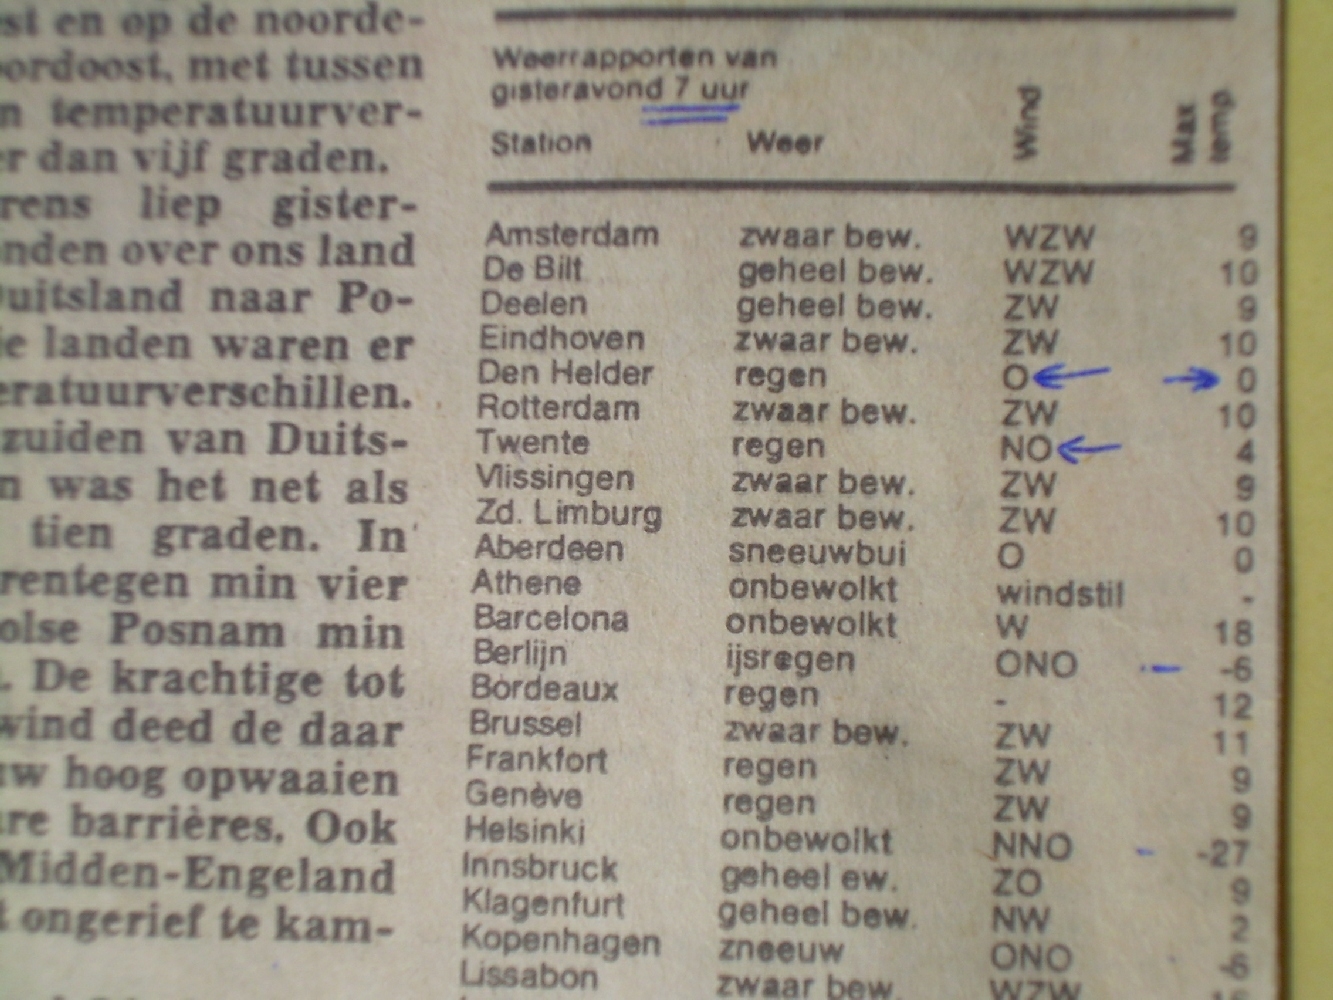 st en op de noorde-
ordoost, met tussen
n temperatuurver-
er dan vijf graden.
rens liep gister-
nden over ons land
uitsland naar Po-
ie landen waren er
eratuurverschillen.
zuiden van Duits-
n was het net als
tien graden. In
rentegen min vier
olse Posnam min
. De krachtige tot
wind deed de daar
uw hoog opwaaien
re barrières. Ook
Midden-Engeland
t ongerief te kam-
Weerrapporten van
gisteravond 7 uur
Station Weer Wind Max temp.
Amsterdam zwaar bew. WZW 9
De Bilt geheel bew. WZW 10
Deelen geheel bew. ZW 9
Eindhoven zwaar bew. ZW 10
Den Helder regen O 0
Rotterdam zwaar bew. ZW 10
Twente regen NO 4
Vlissingen zwaar bew. ZW 9
Zd. Limburg zwaar bew. ZW 10
Aberdeen sneeuwbui O 0
Athene onbewolkt windstil -
Barcelona onbewolkt W 18
Berlijn ijsregen ONO -6
Bordeaux regen - 12
Brussel zwaar bew. ZW 11
Frankfort regen ZW 9
Genève regen ZW 9
Helsinki onbewolkt NNO -27
Innsbruck geheel ew. ZO 9
Klagenfurt geheel bew. NW 2
Kopenhagen zneeuw ONO -6
Lissabon zwaar bew. WZW